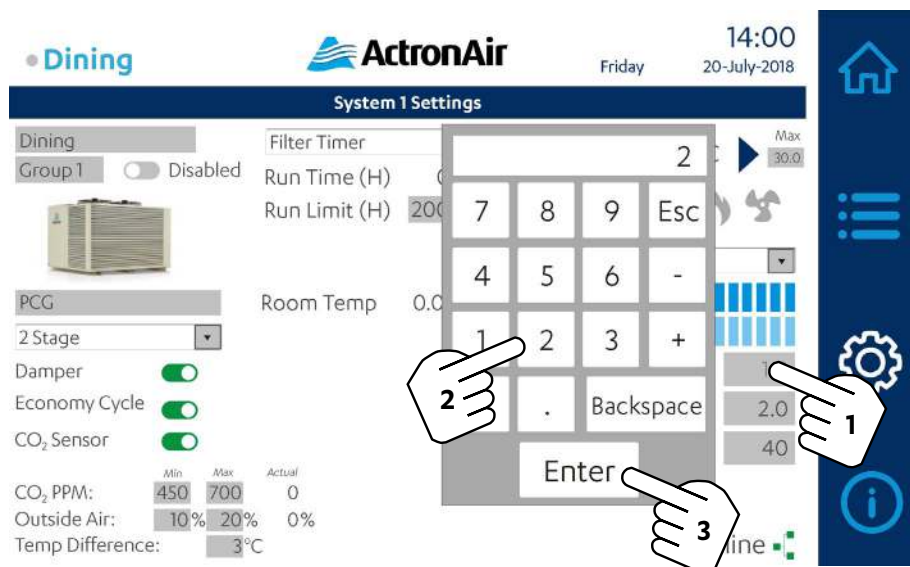 Dining
ActronAir
Friday
14:00
20-July-2018
System 1 Settings
Dining
Group 1
Disabled
PCG
2 Stage
Damper
Economy Cycle
CO₂ Sensor
Min Max Actual
CO₂ PPM: 450 700 0
Outside Air: 10 % 20 % 0%
Temp Difference: 3 °C
Filter Timer
Run Time (H)
Run Limit (H) 200
Room Temp 0.0
2
7 8 9 Esc
4 5 6 -
1 2 3 +
. Backspace
Enter
Max
30.0
2.0
40
1
2
3